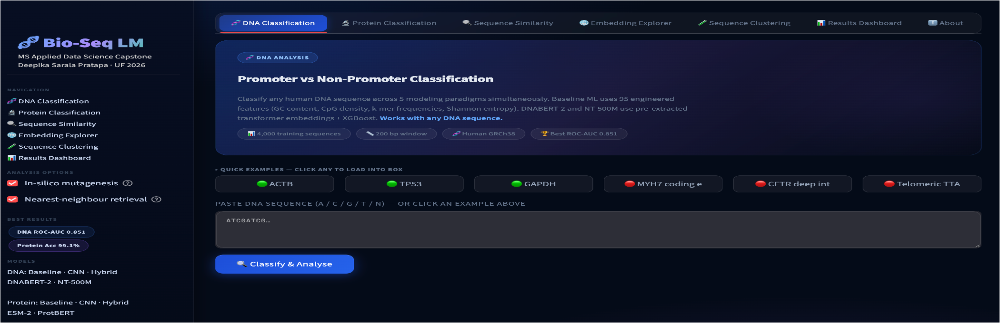 Bio-Seq LM
MS Applied Data Science Capstone
Deepika Sarala Pratapa · UF 2026
NAVIGATION
DNA Classification
Protein Classification
Sequence Similarity
Embedding Explorer
Sequence Clustering
Results Dashboard
ANALYSIS OPTIONS
In-silico mutagenesis ?
Nearest-neighbour retrieval ?
BEST RESULTS
DNA ROC-AUC 0.851
Protein Acc 99.1%
MODELS
DNA: Baseline · CNN · Hybrid
DNABERT-2 · NT-500M
Protein: Baseline · CNN · Hybrid
ESM-2 · ProtBERT
DNA Classification Protein Classification Sequence Similarity Embedding Explorer Sequence Clustering Results Dashboard About
DNA ANALYSIS
Promoter vs Non-Promoter Classification
Classify any human DNA sequence across 5 modeling paradigms simultaneously. Baseline ML uses 95 engineered
features (GC content, CpG density, k-mer frequencies, Shannon entropy). DNABERT-2 and NT-500M use pre-extracted
transformer embeddings + XGBoost. Works with any DNA sequence.
4,000 training sequences 200 bp window Human GRCh38 Best ROC-AUC 0.851
QUICK EXAMPLES — CLICK ANY TO LOAD INTO BOX
ACTB TP53 GAPDH MYH7 coding e CFTR deep int Telomeric TTA
PASTE DNA SEQUENCE (A / C / G / T / N) — OR CLICK AN EXAMPLE ABOVE
ATCGATCG…
Classify & Analyse